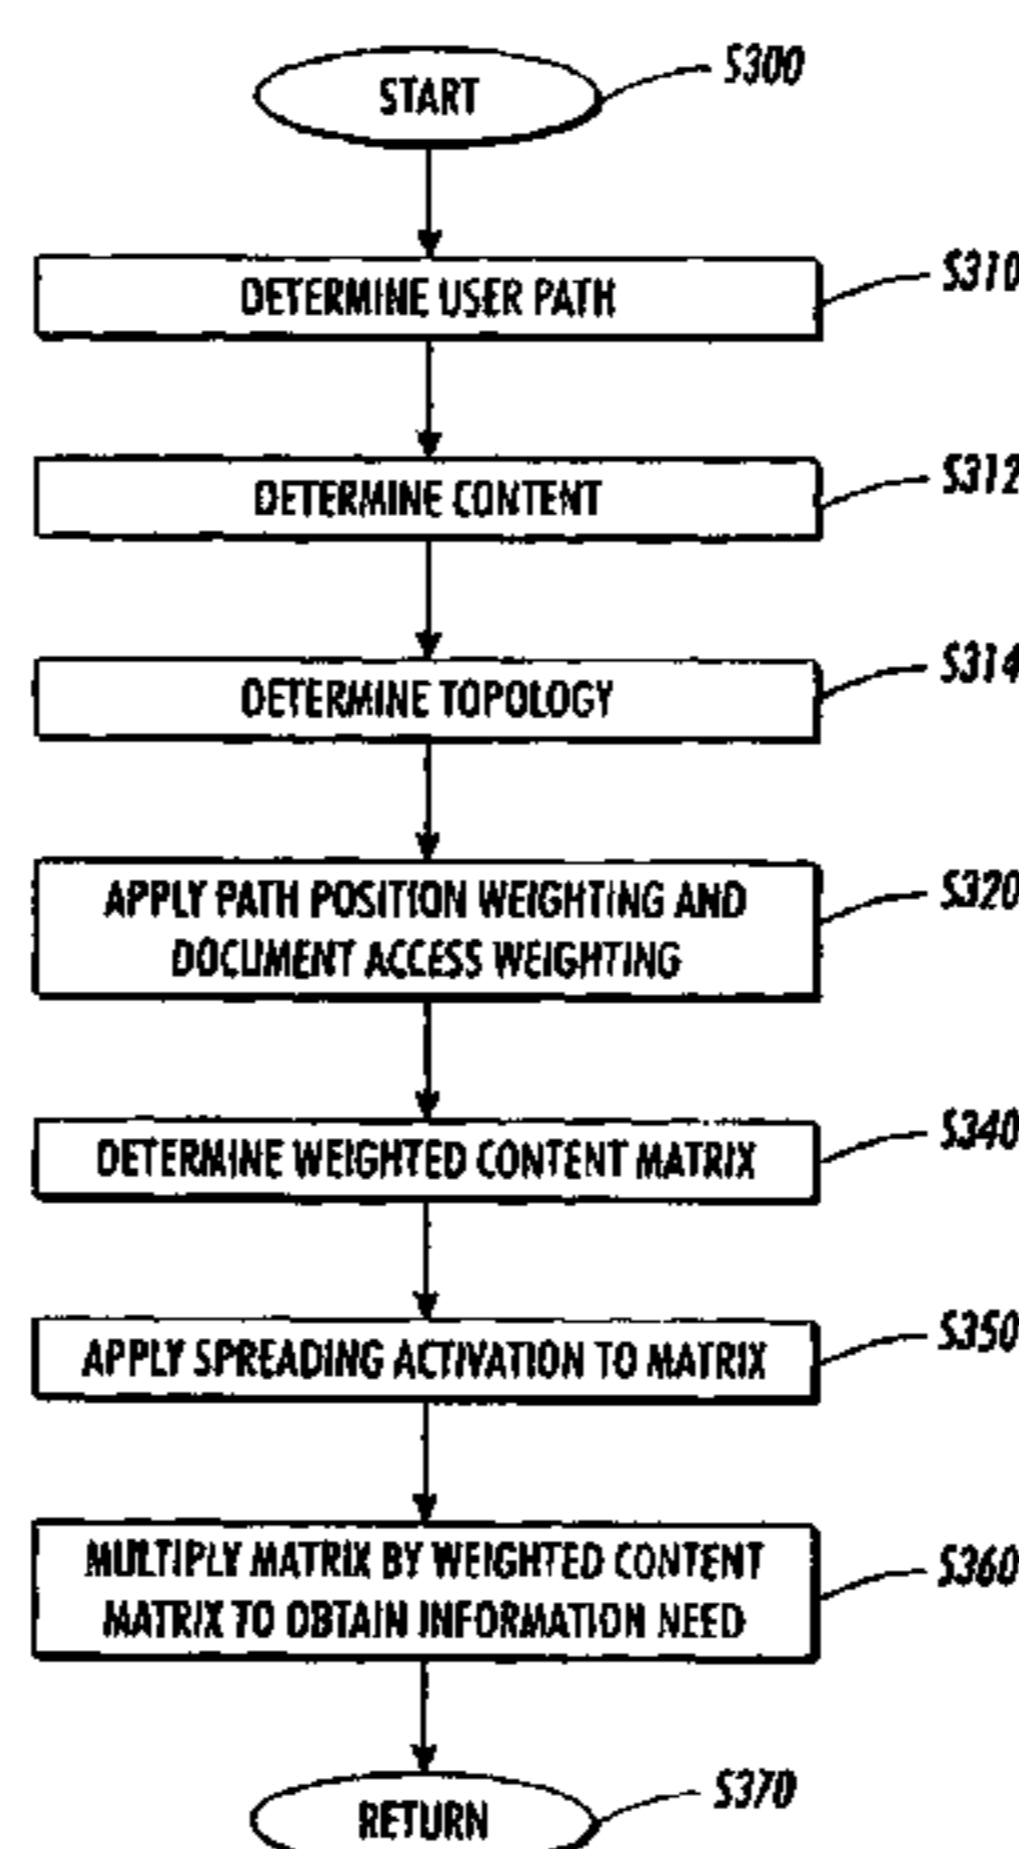 START
S300
DETERMINE USER PATH
S310
DETERMINE CONTENT
S312
DETERMINE TOPOLOGY
S314
APPLY PATH POSITION WEIGHTING AND
DOCUMENT ACCESS WEIGHTING
S320
DETERMINE WEIGHTED CONTENT MATRIX
S340
APPLY SPREADING ACTIVATION TO MATRIX
S350
MULTIPLY MATRIX BY WEIGHTED CONTENT
MATRIX TO OBTAIN INFORMATION NEED
S360
RETURN
S370